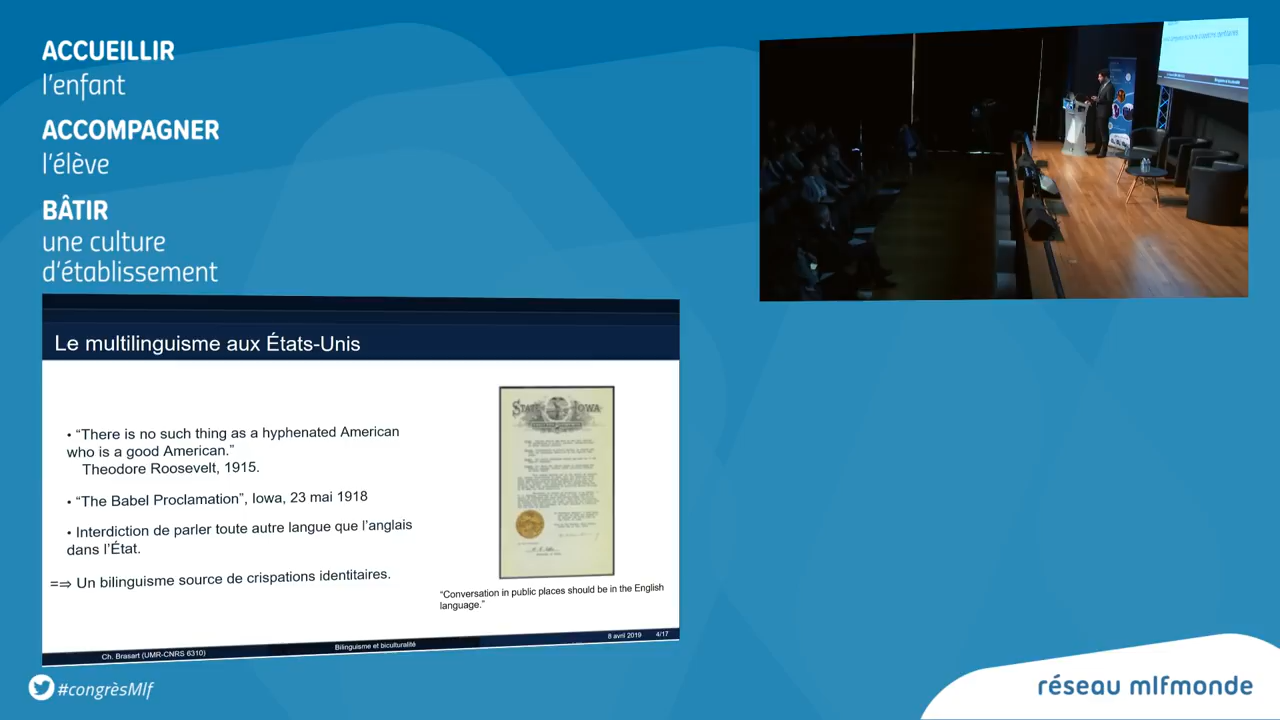 ACCUEILLIR
l'enfant
ACCOMPAGNER
l'élève
BÂTIR
une culture
d'établissement
Le multilinguisme aux États-Unis
• “There is no such thing as a hyphenated American
who is a good American.”
Theodore Roosevelt, 1915.
• “The Babel Proclamation”, Iowa, 23 mai 1918
• Interdiction de parler toute autre langue que l’anglais
dans l’État.
=⇒ Un bilinguisme source de crispations identitaires.
STATE IOWA
“Conversation in public places should be in the English
language.”
Ch. Brasart (UMR-CNRS 6310)
Bilinguisme et biculturalité
8 avril 2019
4/17
#congrèsMlf
réseau mlfmonde